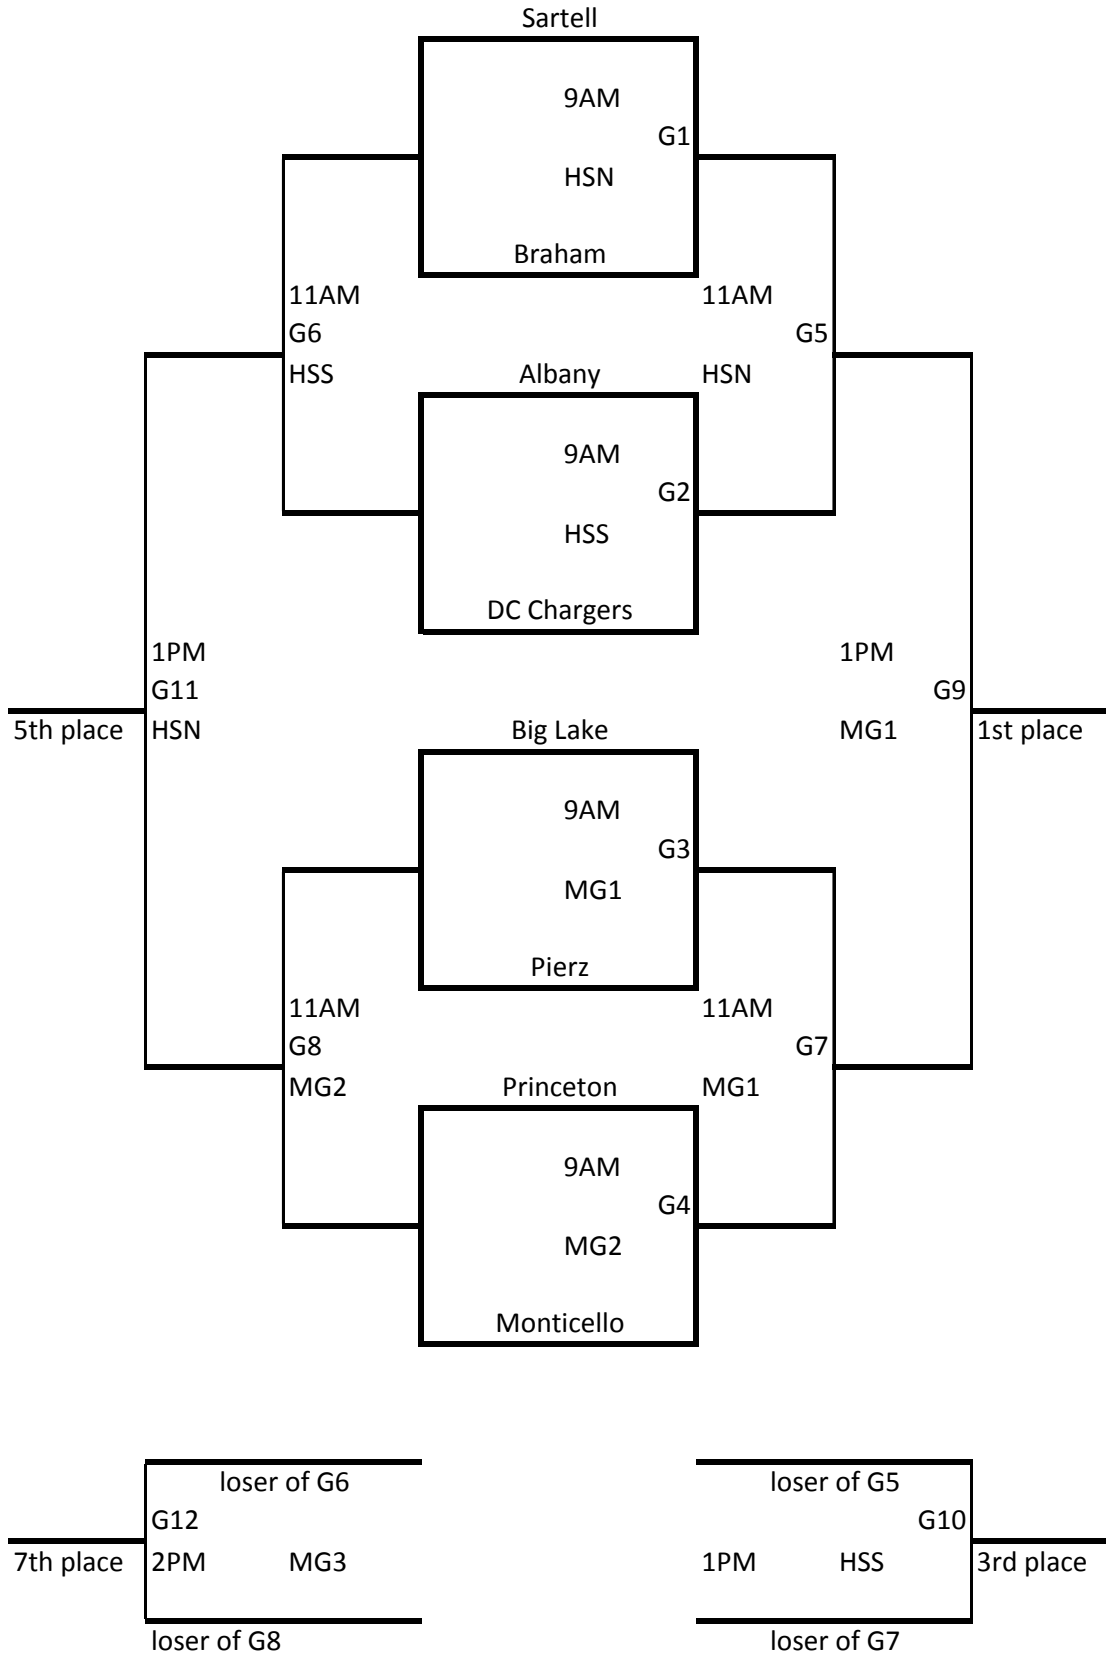 Sartell
9AM
G1
HSN
Braham
11AM
11AM
G6
G5
HSS
Albany
HSN
9AM
G2
HSS
DC Chargers
1PM
1PM
G11
G9
5th place
HSN
Big Lake
MG1
1st place
9AM
G3
MG1
Pierz
11AM
11AM
G8
G7
MG2
Princeton
MG1
9AM
G4
MG2
Monticello
loser of G6
loser of G5
G12
G10
7th place
2PM
MG3
1PM
HSS
3rd place
loser of G8
loser of G7